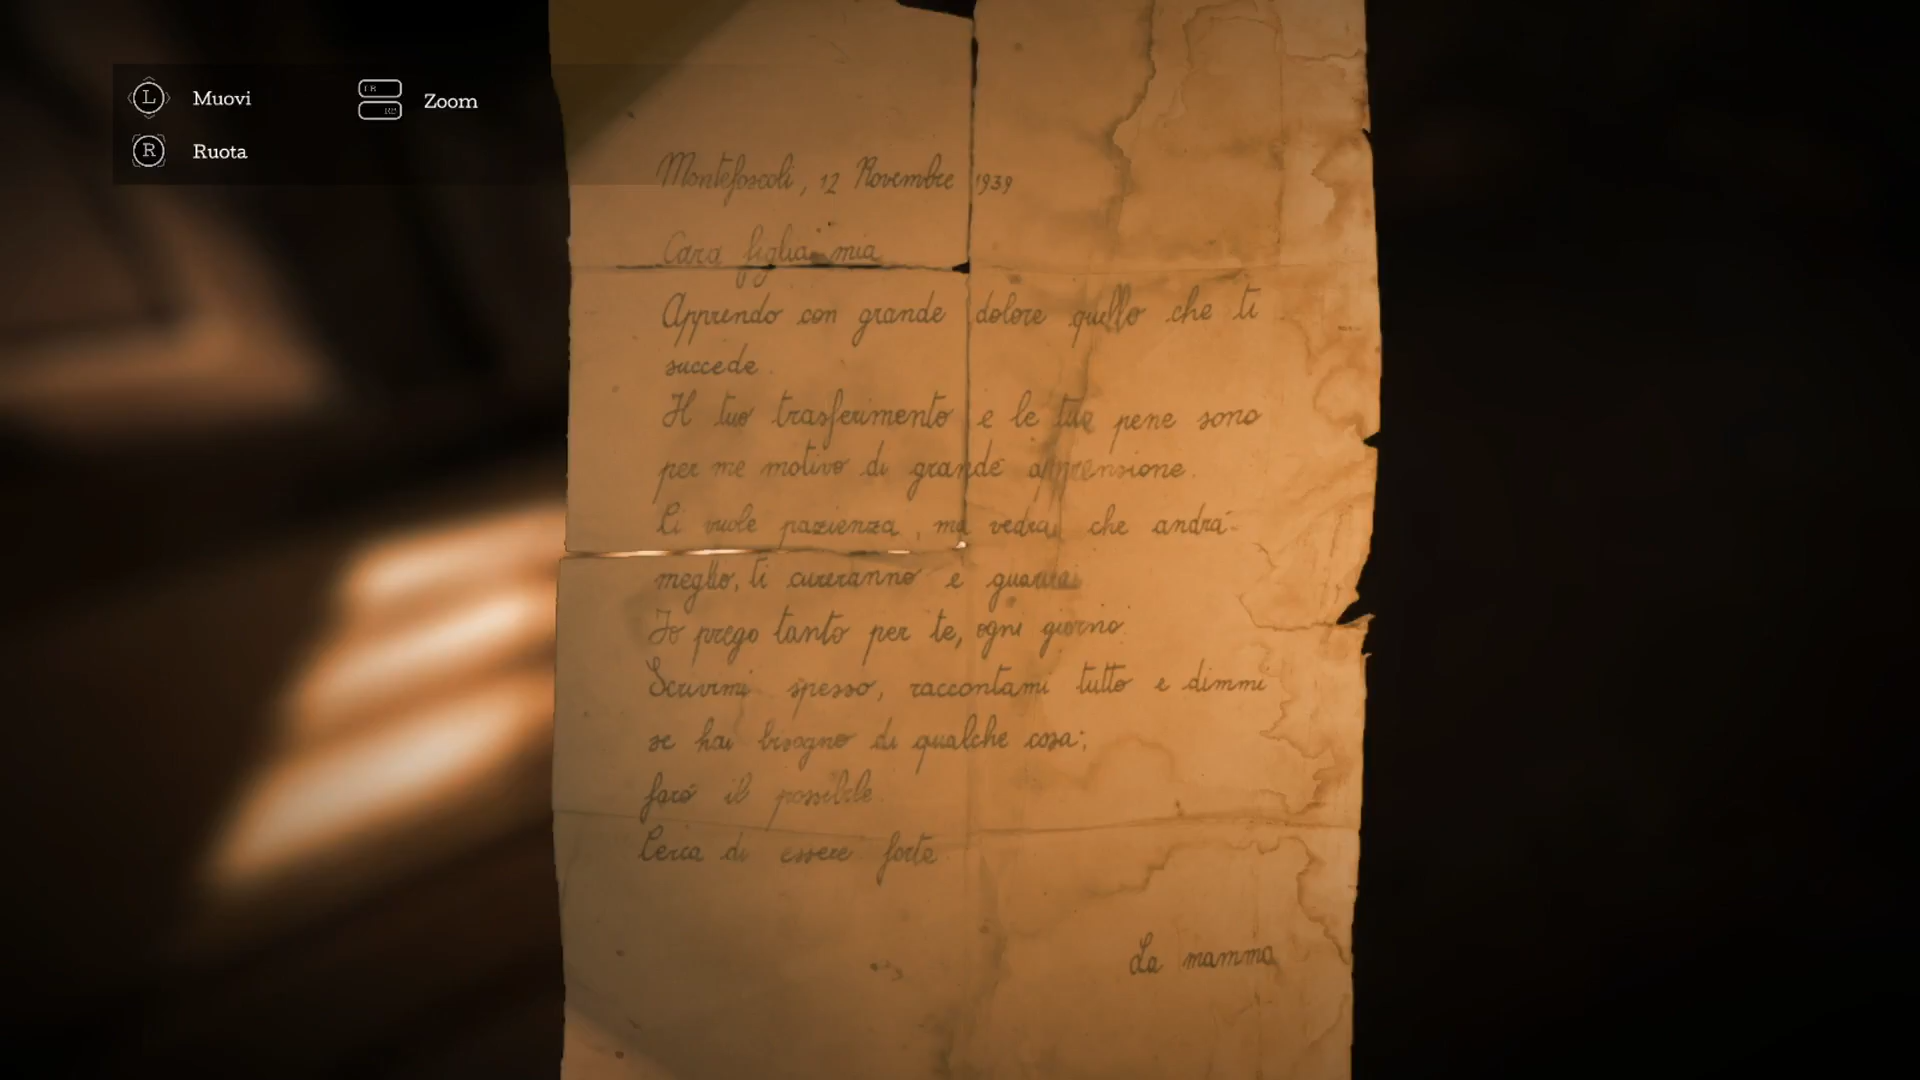 Muovi
Zoom
Ruota
Montefoscoli, 12 Novembre 1939
Cara figlia mia
Apprendo con grande dolore quello che ti
succede.
Il tuo trasferimento e le tue pene sono
per me motivo di grande apprensione.
Ci vuole pazienza, ma vedrai che andrà
meglio, ti cureranno e guarirai
Io prego tanto per te, ogni giorno.
Scrivimi spesso, raccontami tutto e dimmi
se hai bisogno di qualche cosa;
farò il possibile.
Cerca di essere forte.
La mamma